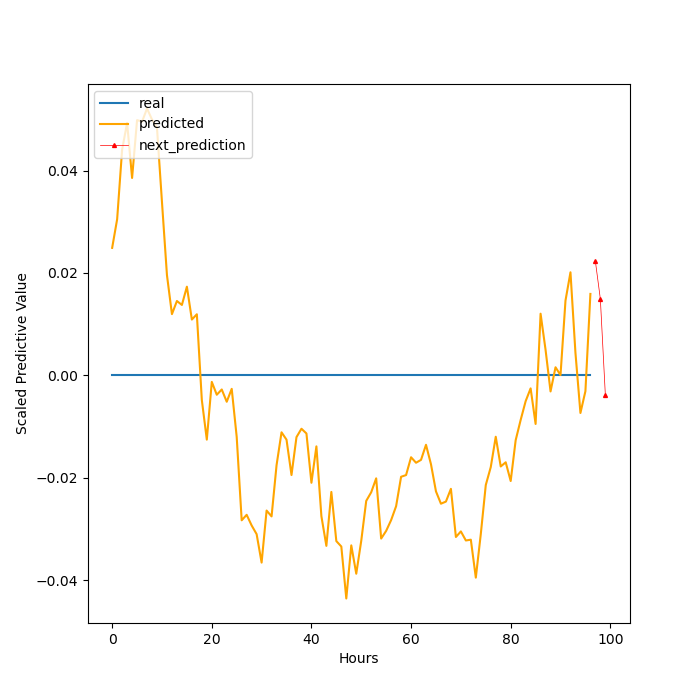 real
predicted
next_prediction
0.04
0.02
0.00
−0.02
−0.04
Scaled Predictive Value
0 20 40 60 80 100
Hours